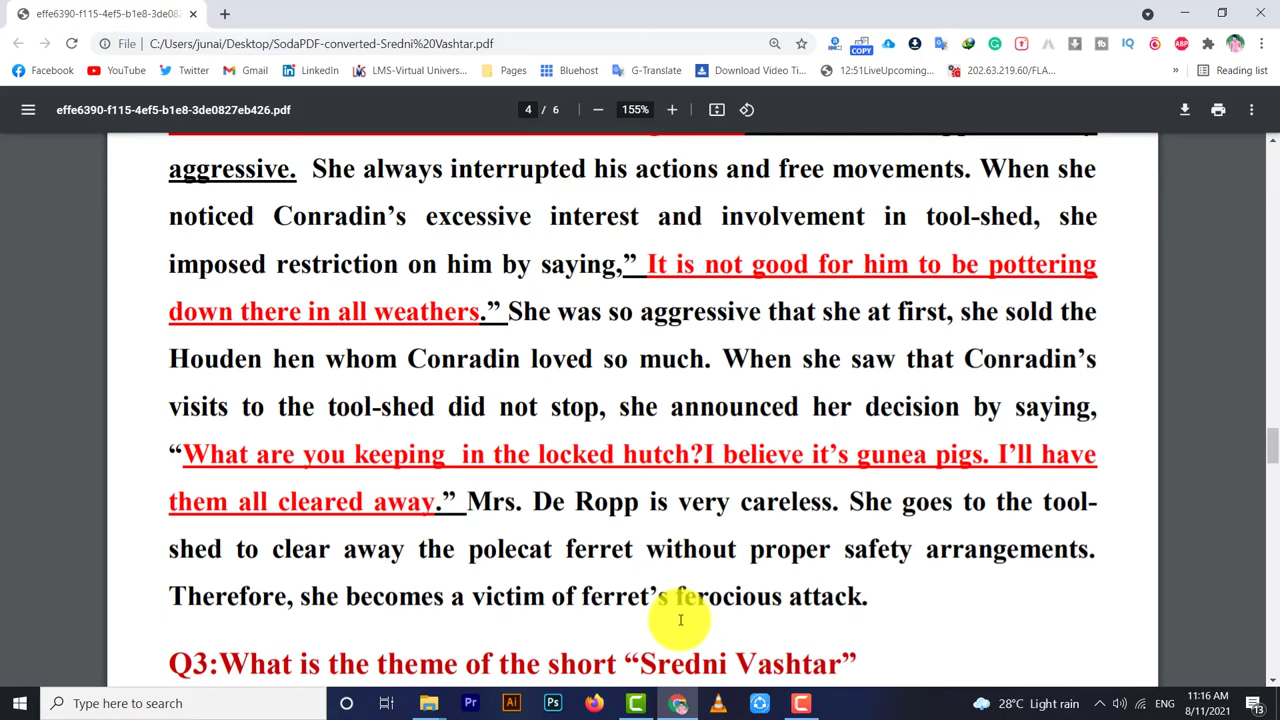 effe6390-f115-4ef5-b1e8-3de082
File C:/Users/junai/Desktop/SodaPDF-converted-Sredni%20Vashtar.pdf
COPY
ABP
Facebook YouTube Twitter Gmail LinkedIn LMS-Virtual Univers... Pages Bluehost G-Translate Download Video Ti... 12:51LiveUpcoming... 202.63.219.60/FLA... » Reading list
effe6390-f115-4ef5-b1e8-3de0827eb426.pdf 4 / 6 155%
aggressive. She always interrupted his actions and free movements. When she
noticed Conradin’s excessive interest and involvement in tool-shed, she
imposed restriction on him by saying,” It is not good for him to be pottering
down there in all weathers.” She was so aggressive that she at first, she sold the
Houden hen whom Conradin loved so much. When she saw that Conradin’s
visits to the tool-shed did not stop, she announced her decision by saying,
“What are you keeping in the locked hutch?I believe it’s gunea pigs. I’ll have
them all cleared away.” Mrs. De Ropp is very careless. She goes to the tool-
shed to clear away the polecat ferret without proper safety arrangements.
Therefore, she becomes a victim of ferret’s ferocious attack.
Q3:What is the theme of the short “Sredni Vashtar”
Type here to search Pr Ai Ps 28°C Light rain ENG 11:16 AM
8/11/2021 13